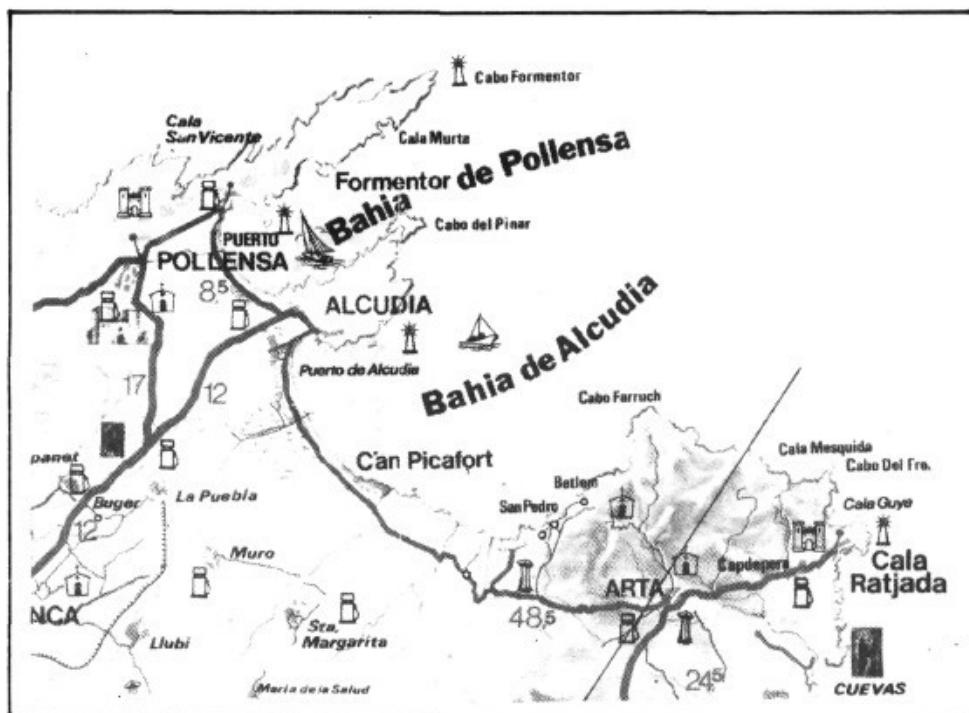 Cabo Formentor
Cala
San Vicente
Cala Murta
Formentor
Bahia de Pollensa
Cabo del Pinar
PUERTO
POLLENSA
8,5
ALCUDIA
Puerto de Alcudia
Bahia de Alcudia
17
12
Cabo Farruch
Cala Mesquida
Cabo Del Fre.
C'an Picafort
panet
Betlem
Buger
La Puebla
San Pedro
Cala Guya
12
Muro
Capdepera
Cala
Ratjada
ARTA
NCA
48,5
Llubi
Sta.
Margarita
24,5
Maria de la Salud
CUEVAS